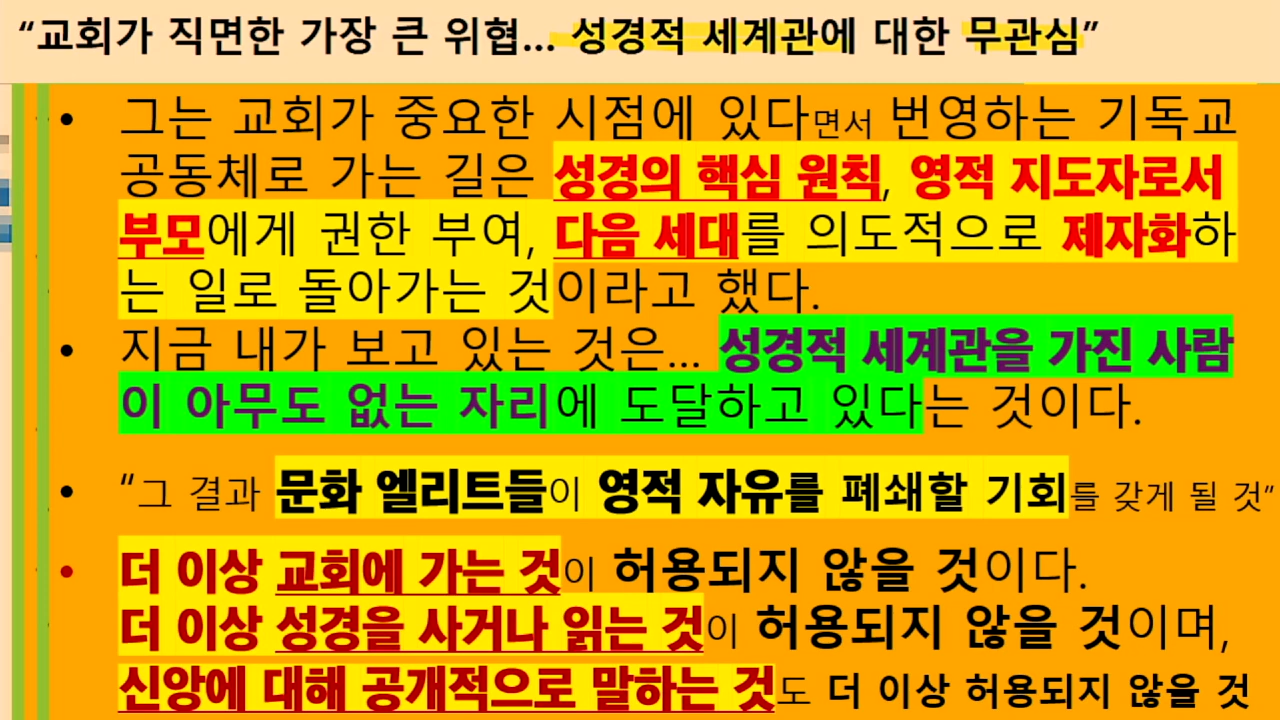 “교회가 직면한 가장 큰 위협... 성경적 세계관에 대한 무관심”
• 그는 교회가 중요한 시점에 있다면서 번영하는 기독교
공동체로 가는 길은 성경의 핵심 원칙, 영적 지도자로서
부모에게 권한 부여, 다음 세대를 의도적으로 제자화하
는 일로 돌아가는 것이라고 했다.
• 지금 내가 보고 있는 것은... 성경적 세계관을 가진 사람
이 아무도 없는 자리에 도달하고 있다는 것이다.
• “그 결과 문화 엘리트들이 영적 자유를 폐쇄할 기회를 갖게 될 것”
• 더 이상 교회에 가는 것이 허용되지 않을 것이다.
더 이상 성경을 사거나 읽는 것이 허용되지 않을 것이며,
신앙에 대해 공개적으로 말하는 것도 더 이상 허용되지 않을 것